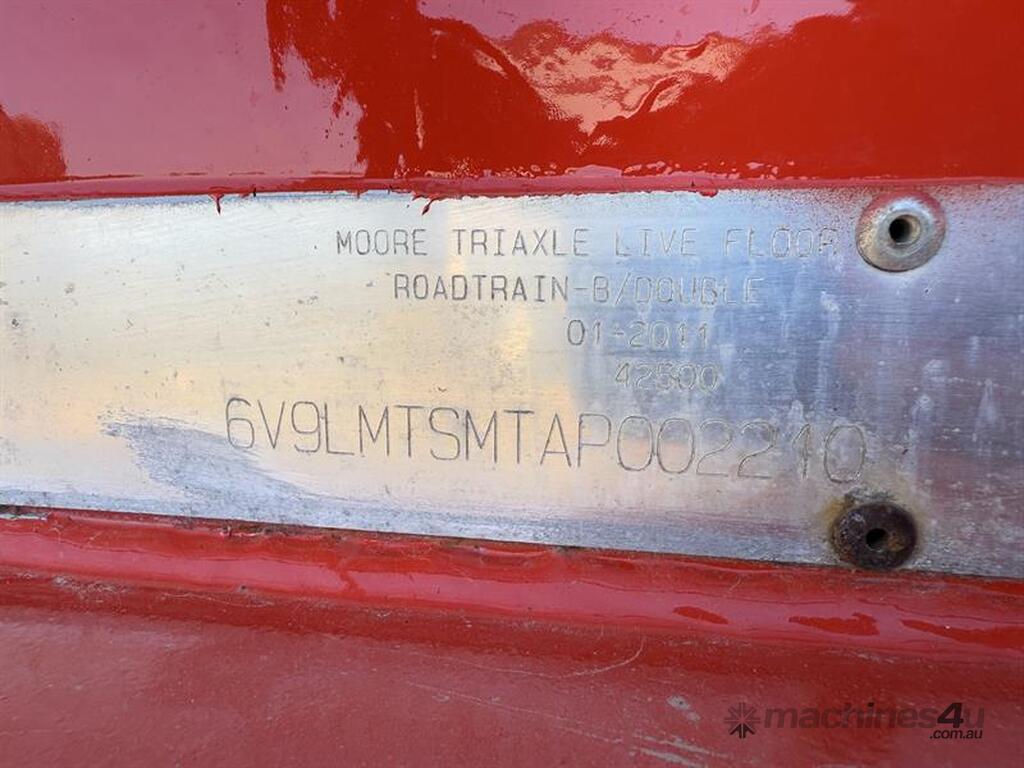 MOORE TRIAXLE LIVE FLOOR
ROADTRAIN-B/DOUBLE
01-2011
42500
6V9LMTSMTAP002210
machines4u
.com.au